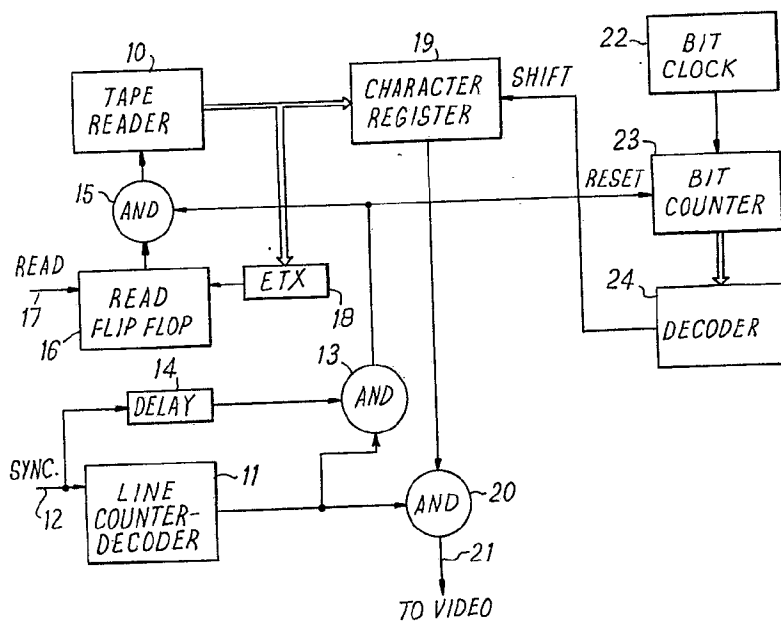 10
TAPE
READER
19
CHARACTER
REGISTER
SHIFT
22
BIT
CLOCK
15
AND
23
BIT
COUNTER
RESET
READ
17
READ
FLIP FLOP
16
ETX
18
24
DECODER
13
AND
14
DELAY
SYNC.
12
11
LINE
COUNTER-
DECODER
AND
20
21
TO VIDEO